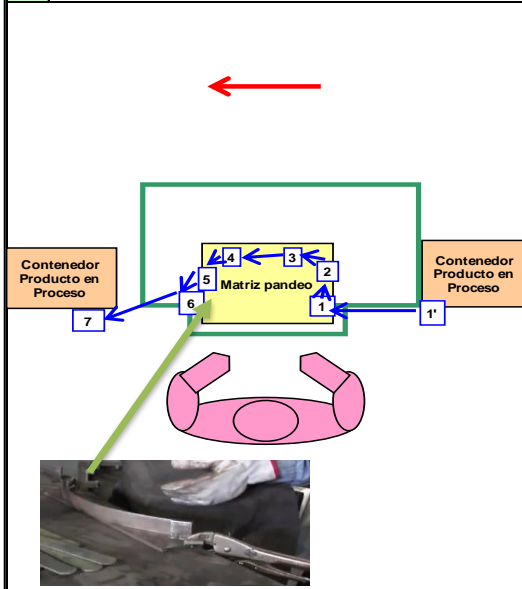 4
3
2
5
Matriz pandeo
Contenedor
Producto en
Proceso
Contenedor
Producto en
Proceso
6
1
1'
7